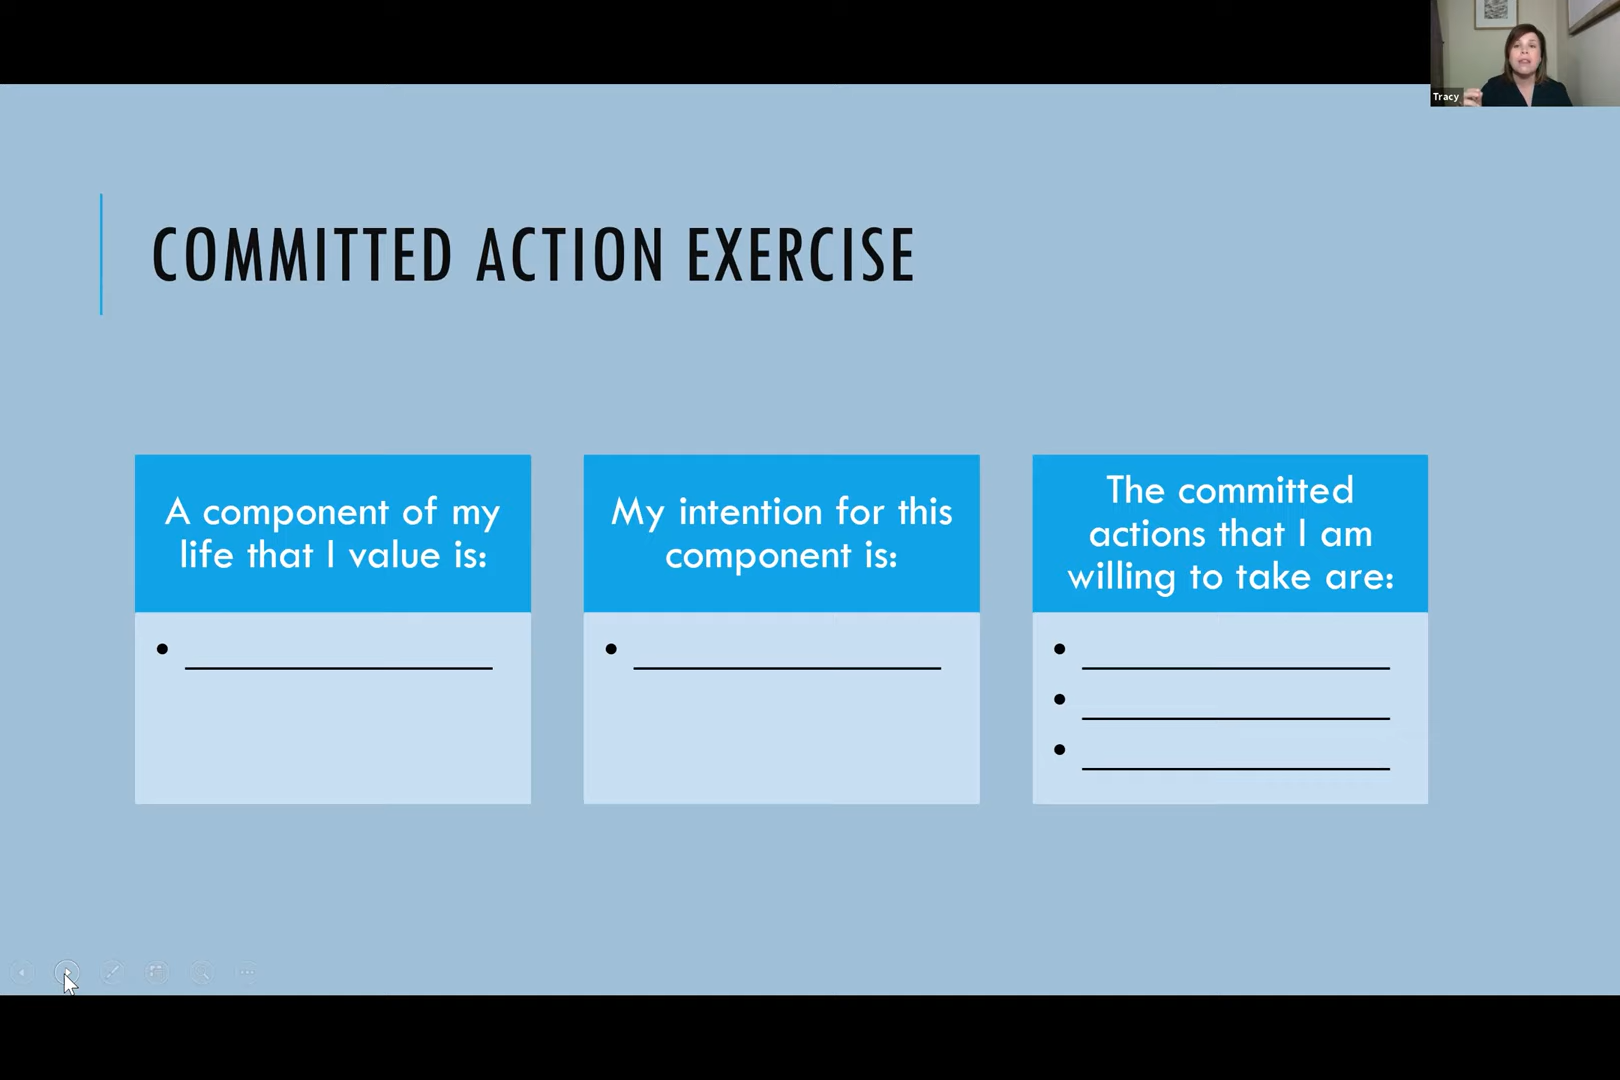 Tracy
COMMITTED ACTION EXERCISE
A component of my
life that I value is:
My intention for this
component is:
The committed
actions that I am
willing to take are: